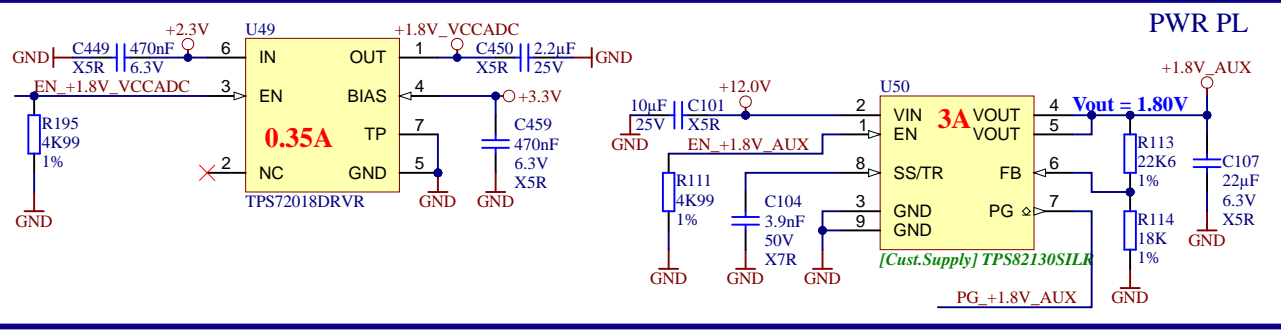 PWR PL
U49
+2.3V
+1.8V_VCCADC
GND
C449
470nF
X5R
6.3V
6
IN
OUT
1
C450
2.2µF
X5R
25V
GND
EN_+1.8V_VCCADC
3
EN
BIAS
4
+3.3V
R195
4K99
1%
GND
0.35A
TP
7
2
NC
GND
5
TPS72018DRVR
GND
C459
470nF
6.3V
X5R
GND
U50
+12.0V
10µF
C101
25V
X5R
GND
2
VIN
1
EN
3A
VOUT
4
VOUT
5
Vout = 1.80V
+1.8V_AUX
EN_+1.8V_AUX
R111
4K99
1%
GND
8
SS/TR
FB
6
C104
3.9nF
50V
X7R
GND
3
GND
9
GND
PG
7
GND
[Cust.Supply] TPS82130SILR
PG_+1.8V_AUX
R113
22K6
1%
R114
18K
1%
GND
C107
22µF
6.3V
X5R
GND